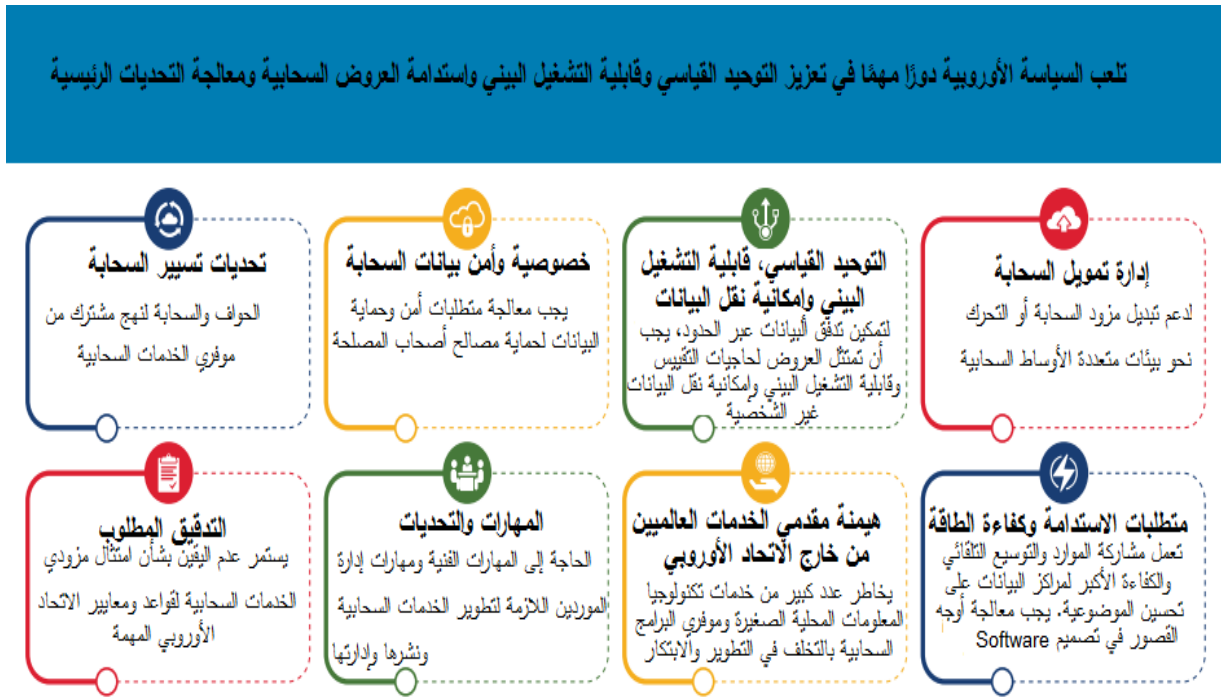 تلعب السياسة الأوروبية دورًا مهمًا في تعزيز التوحيد القياسي وقابلية التشغيل البيني واستدامة العروض السحابية ومعالجة التحديات الرئيسية
إدارة تمويل السحابة
لدعم تبديل مزود السحابة أو التحرك
نحو بيئات متعددة الأوساط السحابية
التوحيد القياسي، قابلية التشغيل
البيني وإمكانية نقل البيانات
لتمكين تدفق البيانات عبر الحدود، يجب
أن تمتثل العروض لحاجيات التقييس
وقابلية التشغيل البيني وإمكانية نقل البيانات
غير الشخصية
خصوصية وأمن بيانات السحابة
يجب معالجة متطلبات أمن وحماية
البيانات لحماية مصالح أصحاب المصلحة
تحديات تسيير السحابة
الحواف والسحابة لنهج مشترك من
موفري الخدمات السحابية
متطلبات الاستدامة وكفاءة الطاقة
تعمل مشاركة الموارد والتوسيع التلقائي
والكفاءة الأكبر لمراكز البيانات على
تحسين الموضوعية. يجب معالجة أوجه
القصور في تصميم Software
هيمنة مقدمي الخدمات العالميين
من خارج الاتحاد الأوروبي
يخاطر عدد كبير من خدمات تكنولوجيا
المعلومات المحلية الصغيرة وموفري البرامج
السحابية بالتخلف في التطوير والابتكار
المهارات والتحديات
الحاجة إلى المهارات الفنية ومهارات إدارة
الموردين اللازمة لتطوير الخدمات السحابية
ونشرها وإدارتها
التدقيق المطلوب
يستمر عدم اليقين بشأن امتثال مزودي
الخدمات السحابية لقواعد ومعايير الاتحاد
الأوروبي المهمة